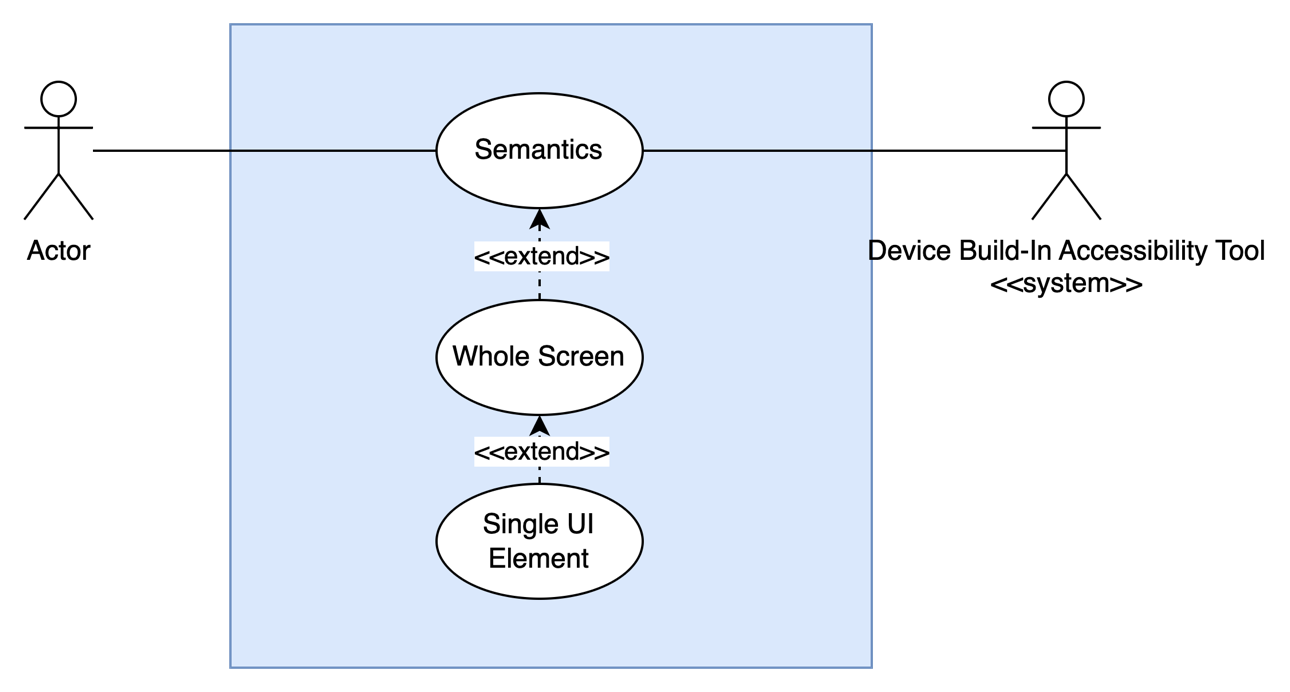 Semantics
Actor
Device Build-In Accessibility Tool
<<system>>
<<extend>>
Whole Screen
<<extend>>
Single UI
Element